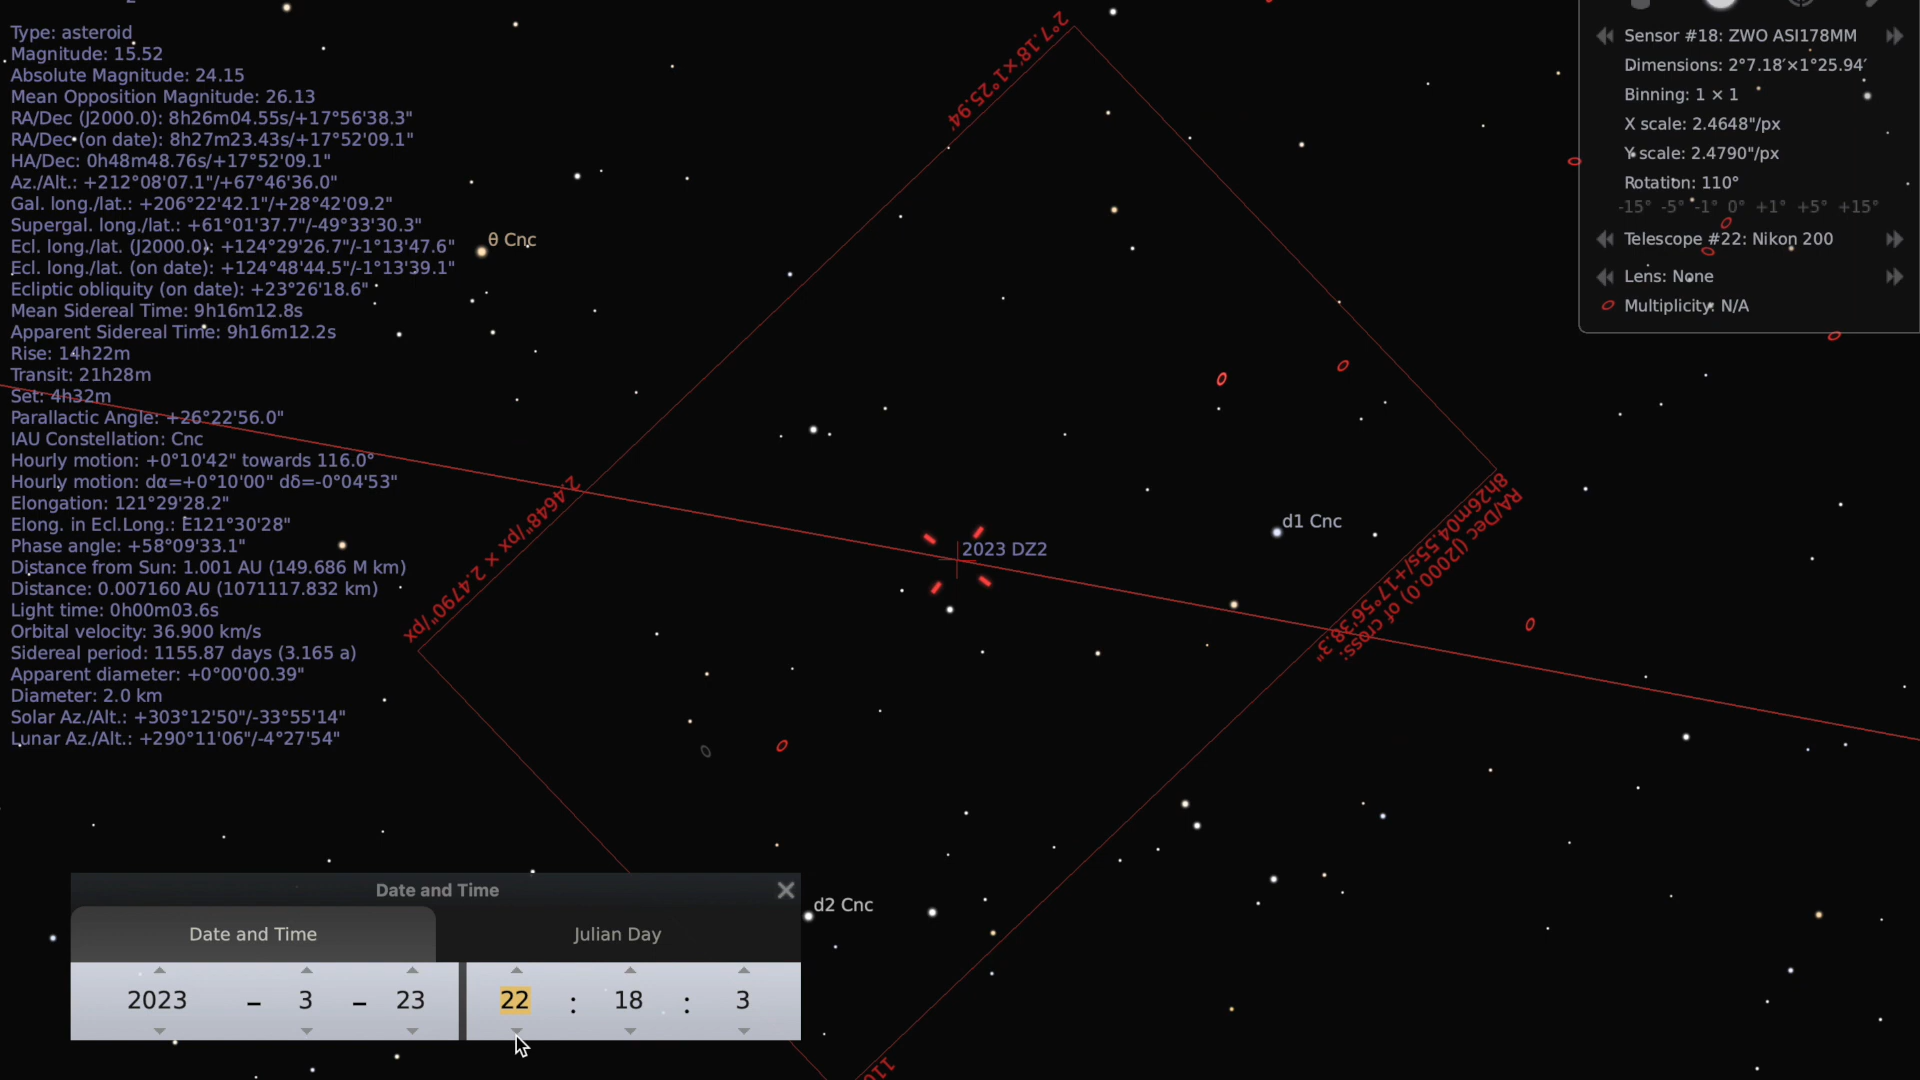 Type: asteroid
Magnitude: 15.52
Absolute Magnitude: 24.15
Mean Opposition Magnitude: 26.13
RA/Dec (J2000.0): 8h26m04.55s/+17°56'38.3"
RA/Dec (on date): 8h27m23.43s/+17°52'09.1"
HA/Dec: 0h48m48.76s/+17°52'09.1"
Az./Alt.: +212°08'07.1"/+67°46'36.0"
Gal. long./lat.: +206°22'42.1"/+28°42'09.2"
Supergal. long./lat.: +61°01'37.7"/-49°33'30.3"
Ecl. long./lat. (J2000.0): +124°29'26.7"/-1°13'47.6"
Ecl. long./lat. (on date): +124°48'44.5"/-1°13'39.1"
Ecliptic obliquity (on date): +23°26'18.6"
Mean Sidereal Time: 9h16m12.8s
Apparent Sidereal Time: 9h16m12.2s
Rise: 14h22m
Transit: 21h28m
Set: 4h32m
Parallactic Angle: +26°22'56.0"
IAU Constellation: Cnc
Hourly motion: +0°10'42" towards 116.0°
Hourly motion: dα=+0°10'00" dδ=-0°04'53"
Elongation: 121°29'28.2"
Elong. in Ecl.Long.: E121°30'28"
Phase angle: +58°09'33.1"
Distance from Sun: 1.001 AU (149.686 M km)
Distance: 0.007160 AU (1071117.832 km)
Light time: 0h00m03.6s
Orbital velocity: 36.900 km/s
Sidereal period: 1155.87 days (3.165 a)
Apparent diameter: +0°00'00.39"
Diameter: 2.0 km
Solar Az./Alt.: +303°12'50"/-33°55'14"
Lunar Az./Alt.: +290°11'06"/-4°27'54"
θ Cnc
2°7.18′×1°25.94′
2.4648"/px × 2.4790"/px
2023 DZ2
d1 Cnc
RA/Dec (J2000.0) of cross:
8h26m04.55s/+17°56'38.3"
d2 Cnc
110
Sensor #18: ZWO ASI178MM
Dimensions: 2°7.18′×1°25.94′
Binning: 1 × 1
X scale: 2.4648"/px
Y scale: 2.4790"/px
Rotation: 110°
-15° -5° -1° 0° +1° +5° +15°
Telescope #22: Nikon 200
Lens: None
Multiplicity: N/A
Date and Time
Date and Time
Julian Day
2023 – 3 – 23 22 : 18 : 3